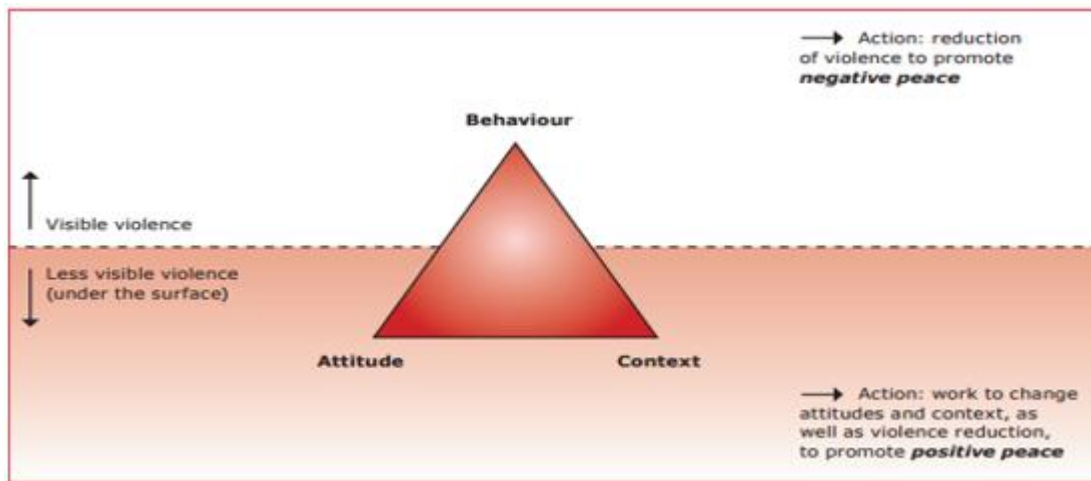 → Action: reduction
of violence to promote
negative peace
Behaviour
Visible violence
Less visible violence
(under the surface)
Attitude
Context
→ Action: work to change
attitudes and context, as
well as violence reduction,
to promote positive peace